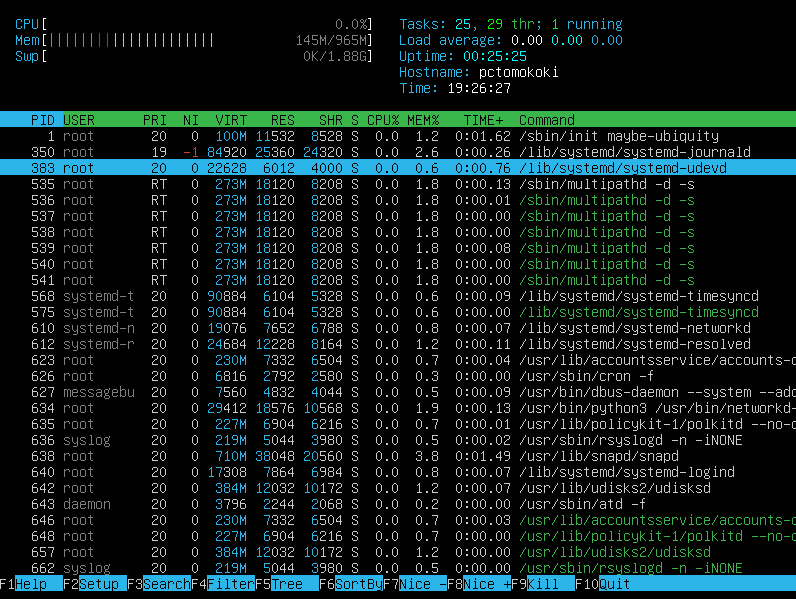 CPU[ 0.0%] Tasks: 25, 29 thr; 1 running
Mem[||||||||||||||||||||| 145M/965M] Load average: 0.00 0.00 0.00
Swp[ 0K/1.88G] Uptime: 00:25:25
Hostname: pctomokoki
Time: 19:26:27
PID USER PRI NI VIRT RES SHR S CPU% MEM% TIME+ Command
1 root 20 0 100M 11532 8528 S 0.0 1.2 0:01.62 /sbin/init maybe-ubiquity
350 root 19 -1 84920 25360 24320 S 0.0 2.6 0:00.26 /lib/systemd/systemd-journald
383 root 20 0 22628 6012 4000 S 0.0 0.6 0:00.76 /lib/systemd/systemd-udevd
535 root RT 0 273M 18120 8208 S 0.0 1.8 0:00.13 /sbin/multipathd -d -s
536 root RT 0 273M 18120 8208 S 0.0 1.8 0:00.01 /sbin/multipathd -d -s
537 root RT 0 273M 18120 8208 S 0.0 1.8 0:00.00 /sbin/multipathd -d -s
538 root RT 0 273M 18120 8208 S 0.0 1.8 0:00.00 /sbin/multipathd -d -s
539 root RT 0 273M 18120 8208 S 0.0 1.8 0:00.08 /sbin/multipathd -d -s
540 root RT 0 273M 18120 8208 S 0.0 1.8 0:00.00 /sbin/multipathd -d -s
541 root RT 0 273M 18120 8208 S 0.0 1.8 0:00.00 /sbin/multipathd -d -s
568 systemd-t 20 0 90884 6104 5328 S 0.0 0.6 0:00.09 /lib/systemd/systemd-timesyncd
575 systemd-t 20 0 90884 6104 5328 S 0.0 0.6 0:00.00 /lib/systemd/systemd-timesyncd
610 systemd-n 20 0 19076 7652 6788 S 0.0 0.8 0:00.07 /lib/systemd/systemd-networkd
612 systemd-r 20 0 24684 12228 8164 S 0.0 1.2 0:00.11 /lib/systemd/systemd-resolved
623 root 20 0 230M 7332 6504 S 0.0 0.7 0:00.04 /usr/lib/accountsservice/accounts-d
626 root 20 0 6816 2792 2580 S 0.0 0.3 0:00.00 /usr/sbin/cron -f
627 messagebu 20 0 7560 4832 4044 S 0.0 0.5 0:00.09 /usr/bin/dbus-daemon --system --add
634 root 20 0 29412 18576 10568 S 0.0 1.9 0:00.13 /usr/bin/python3 /usr/bin/networkd-
635 root 20 0 227M 6904 6216 S 0.0 0.7 0:00.01 /usr/lib/policykit-1/polkitd --no-d
636 syslog 20 0 219M 5044 3980 S 0.0 0.5 0:00.02 /usr/sbin/rsyslogd -n -iNONE
638 root 20 0 710M 38048 20560 S 0.0 3.8 0:01.49 /usr/lib/snapd/snapd
640 root 20 0 17308 7864 6984 S 0.0 0.8 0:00.07 /lib/systemd/systemd-logind
642 root 20 0 384M 12032 10172 S 0.0 1.2 0:00.07 /usr/lib/udisks2/udisksd
643 daemon 20 0 3796 2244 2068 S 0.0 0.2 0:00.00 /usr/sbin/atd -f
646 root 20 0 230M 7332 6504 S 0.0 0.7 0:00.03 /usr/lib/accountsservice/accounts-d
648 root 20 0 227M 6904 6216 S 0.0 0.7 0:00.00 /usr/lib/policykit-1/polkitd --no-d
657 root 20 0 384M 12032 10172 S 0.0 1.2 0:00.00 /usr/lib/udisks2/udisksd
662 syslog 20 0 219M 5044 3980 S 0.0 0.5 0:00.00 /usr/sbin/rsyslogd -n -iNONE
F1Help F2Setup F3SearchF4FilterF5Tree F6SortByF7Nice -F8Nice +F9Kill F10Quit